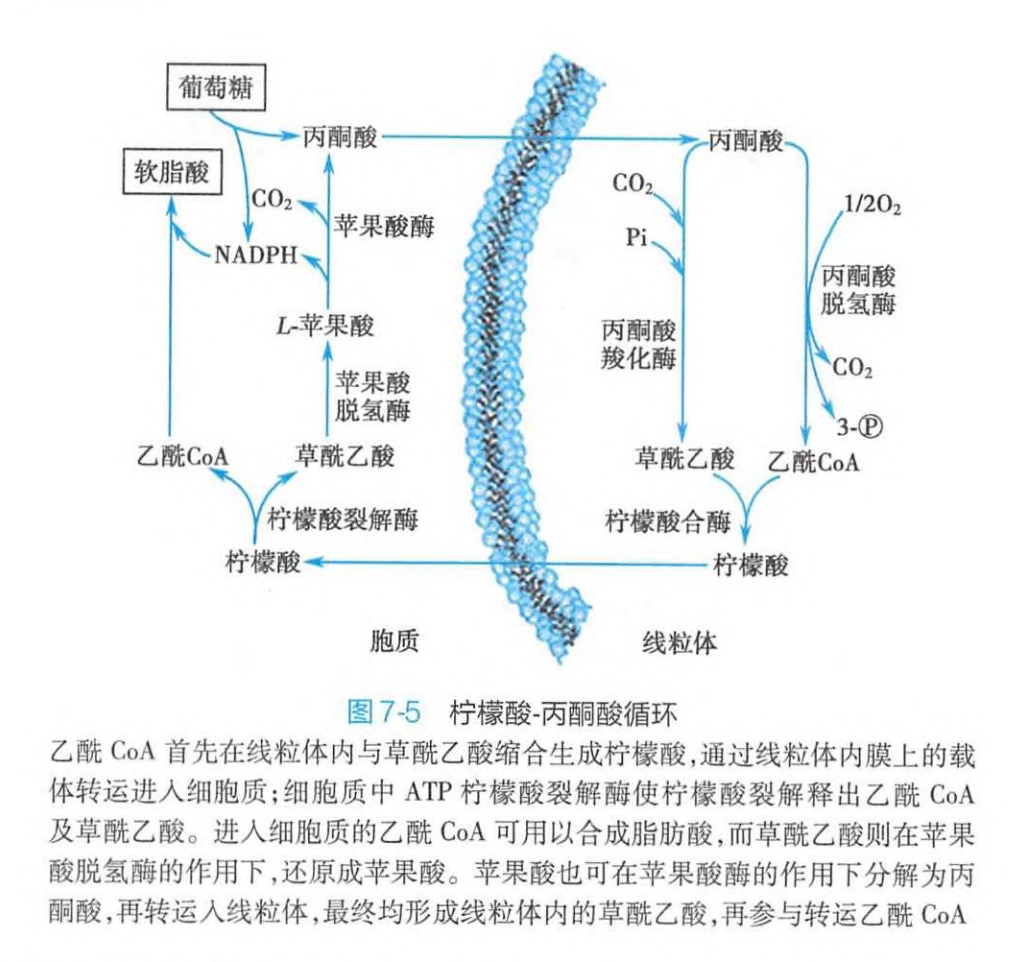 葡萄糖
丙酮酸
丙酮酸
软脂酸
CO₂
CO₂
1/2O₂
苹果酸酶
Pi
NADPH
丙酮酸
脱氢酶
L-苹果酸
丙酮酸
羧化酶
CO₂
苹果酸
脱氢酶
3-Ⓟ
乙酰CoA
草酰乙酸
草酰乙酸
乙酰CoA
柠檬酸裂解酶
柠檬酸合酶
柠檬酸
柠檬酸
胞质
线粒体
图7-5 柠檬酸-丙酮酸循环
乙酰 CoA 首先在线粒体内与草酰乙酸缩合生成柠檬酸,通过线粒体内膜上的载
体转运进入细胞质;细胞质中 ATP 柠檬酸裂解酶使柠檬酸裂解释出乙酰 CoA
及草酰乙酸。进入细胞质的乙酰 CoA 可用以合成脂肪酸,而草酰乙酸则在苹果
酸脱氢酶的作用下,还原成苹果酸。苹果酸也可在苹果酸酶的作用下分解为丙
酮酸,再转运入线粒体,最终均形成线粒体内的草酰乙酸,再参与转运乙酰 CoA